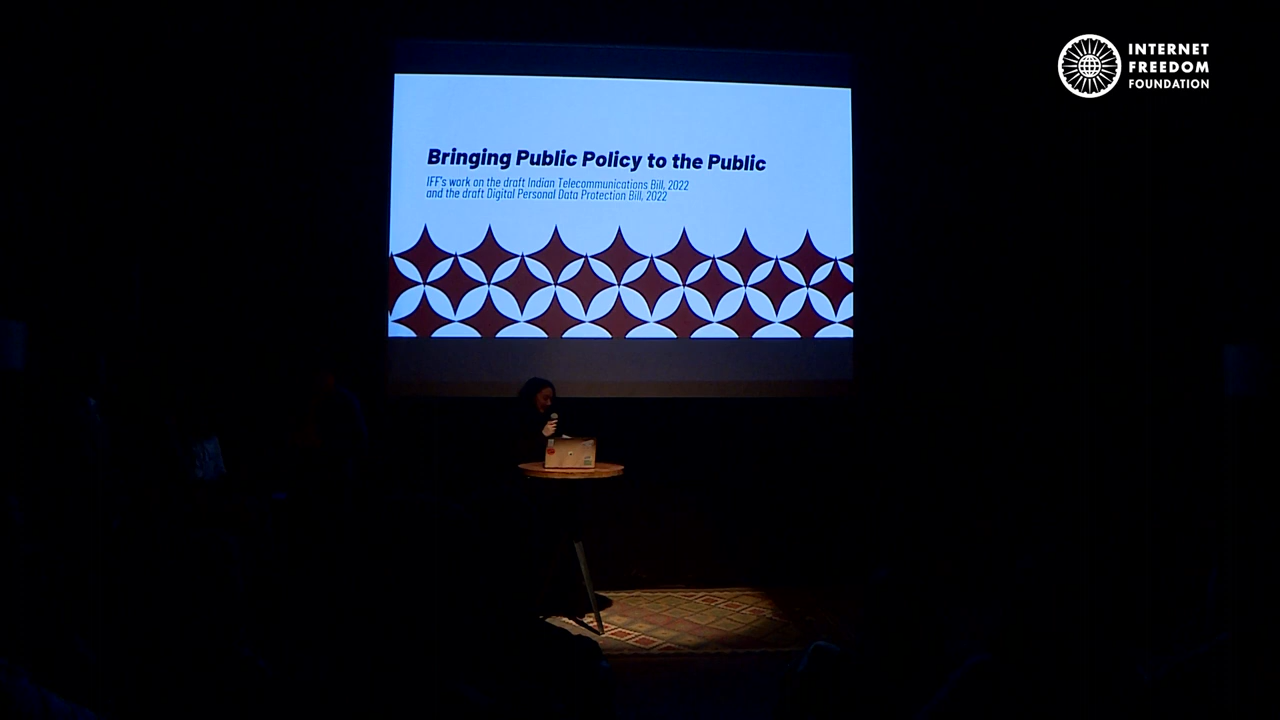 Bringing Public Policy to the Public
IFF's work on the draft Indian Telecommunications Bill, 2022
and the draft Digital Personal Data Protection Bill, 2022
INTERNET
FREEDOM
FOUNDATION